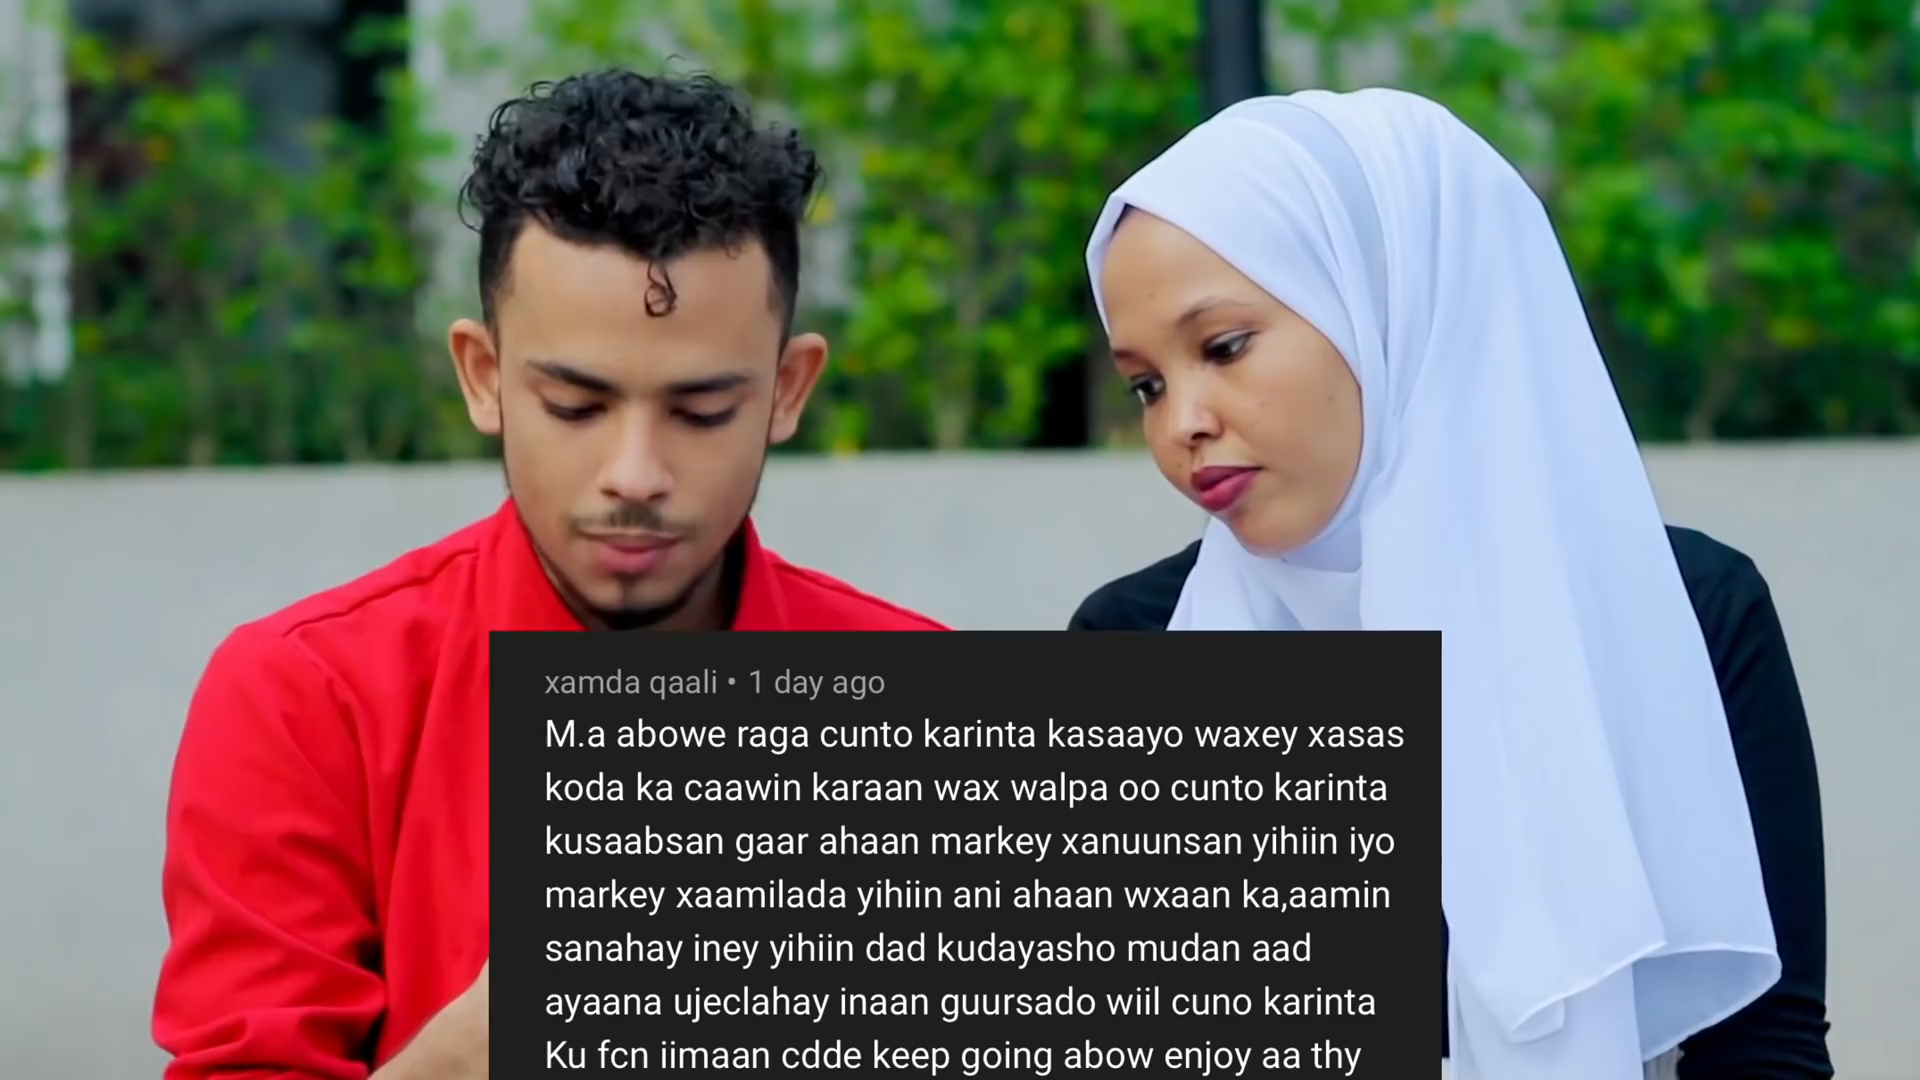 xamda qaali • 1 day ago
M.a abowe raga cunto karinta kasaayo waxey xasas
koda ka caawin karaan wax walpa oo cunto karinta
kusaabsan gaar ahaan markey xanuunsan yihiin iyo
markey xaamilada yihiin ani ahaan wxaan ka,aamin
sanahay iney yihiin dad kudayasho mudan aad
ayaana ujeclahay inaan guursado wiil cuno karinta
Ku fcn iimaan cdde keep going abow enjoy aa thy